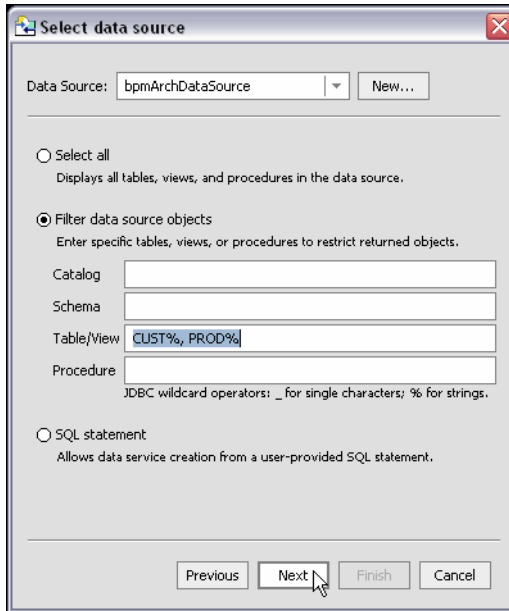 Select data source
Data Source: bpmArchDataSource New...
Select all
Displays all tables, views, and procedures in the data source.
Filter data source objects
Enter specific tables, views, or procedures to restrict returned objects.
Catalog
Schema
Table/View CUST%, PROD%
Procedure
JDBC wildcard operators: _ for single characters; % for strings.
SQL statement
Allows data service creation from a user-provided SQL statement.
Previous Next Finish Cancel